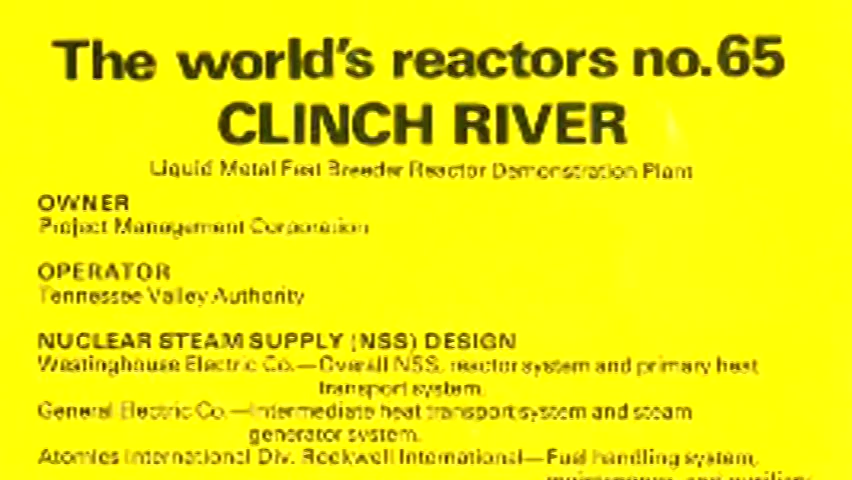 The world's reactors no.65
CLINCH RIVER
Liquid Metal Fast Breeder Reactor Demonstration Plant
OWNER
Project Management Corporation
OPERATOR
Tennessee Valley Authority
NUCLEAR STEAM SUPPLY (NSS) DESIGN
Westinghouse Electric Co.—Overall NSS, reactor system and primary heat
transport system.
General Electric Co.—Intermediate heat transport system and steam
generator system.
Atomics International Div. Rockwell International—Fuel handling system,